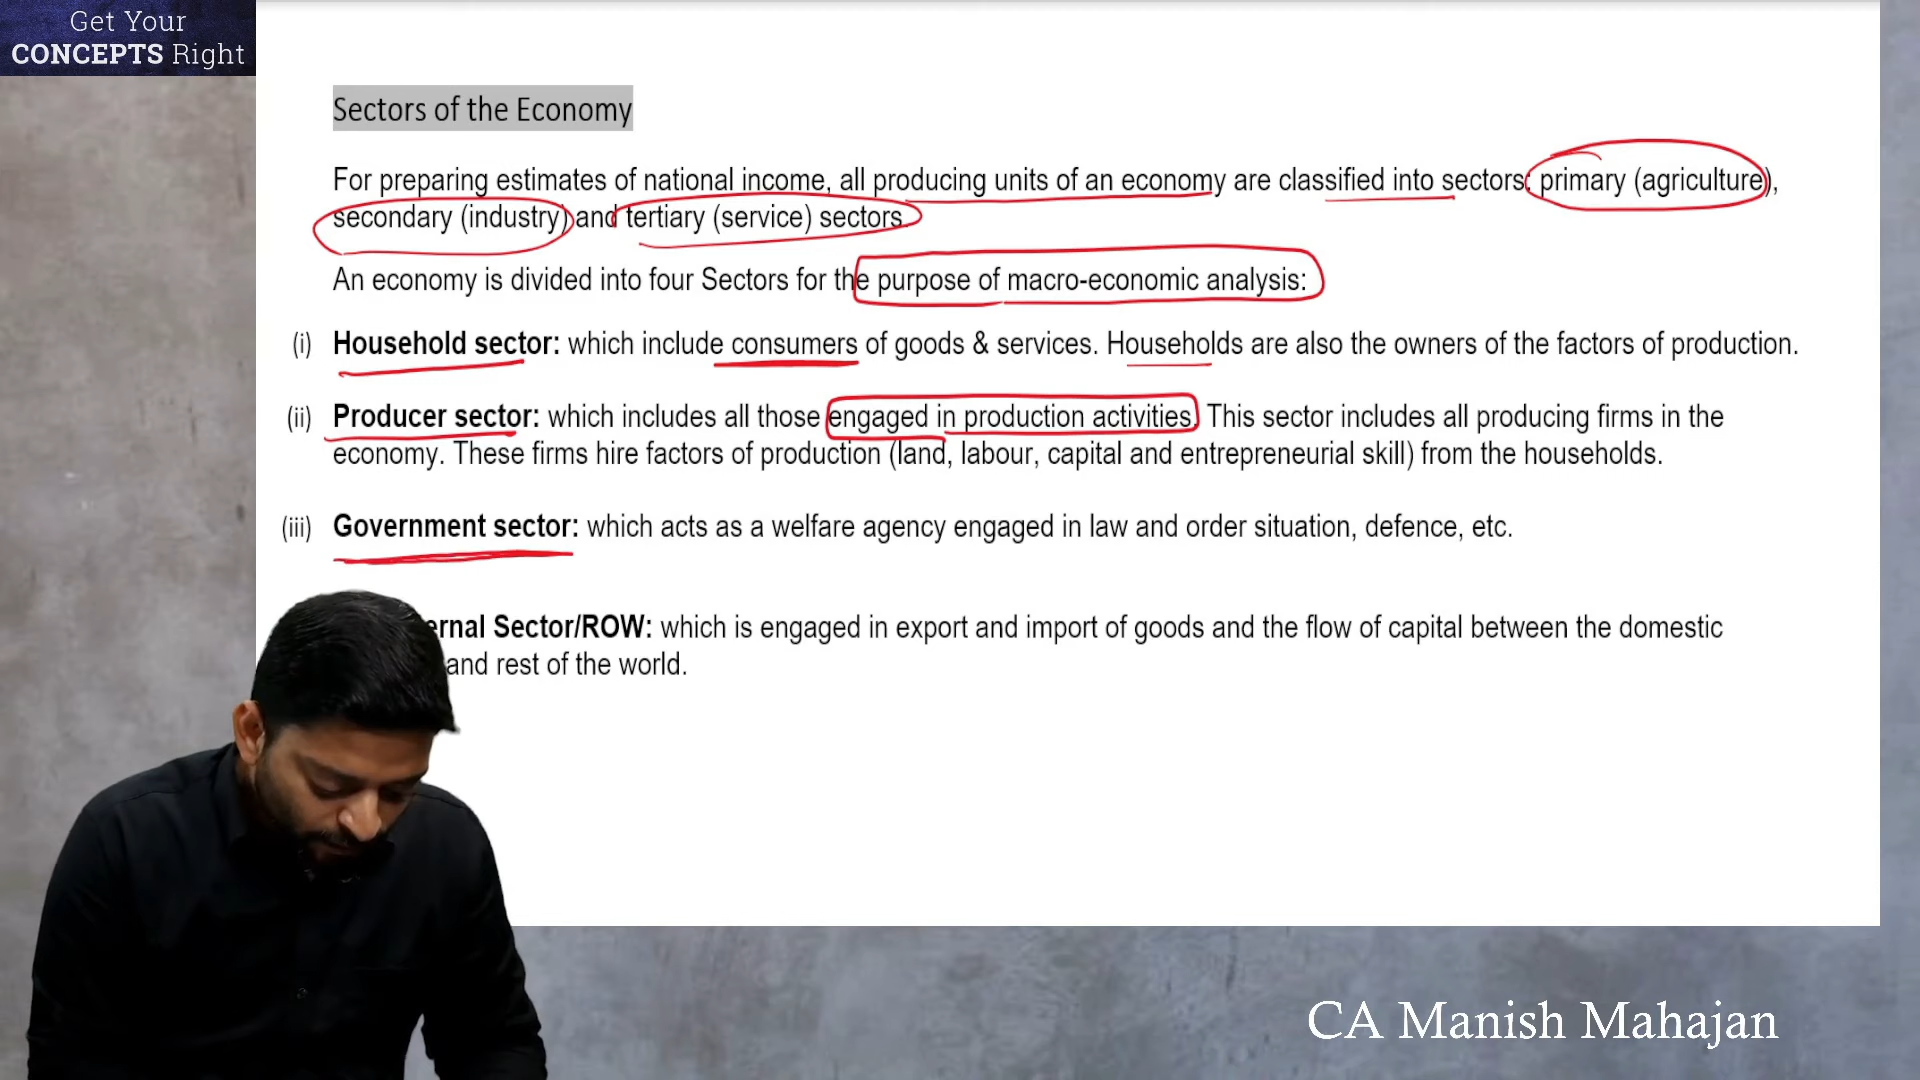 Get Your
CONCEPTS Right
Sectors of the Economy
For preparing estimates of national income, all producing units of an economy are classified into sectors: primary (agriculture),
secondary (industry) and tertiary (service) sectors.
An economy is divided into four Sectors for the purpose of macro-economic analysis:
(i) Household sector: which include consumers of goods & services. Households are also the owners of the factors of production.
(ii) Producer sector: which includes all those engaged in production activities. This sector includes all producing firms in the
economy. These firms hire factors of production (land, labour, capital and entrepreneurial skill) from the households.
(iii) Government sector: which acts as a welfare agency engaged in law and order situation, defence, etc.
ernal Sector/ROW: which is engaged in export and import of goods and the flow of capital between the domestic
and rest of the world.
CA Manish Mahajan